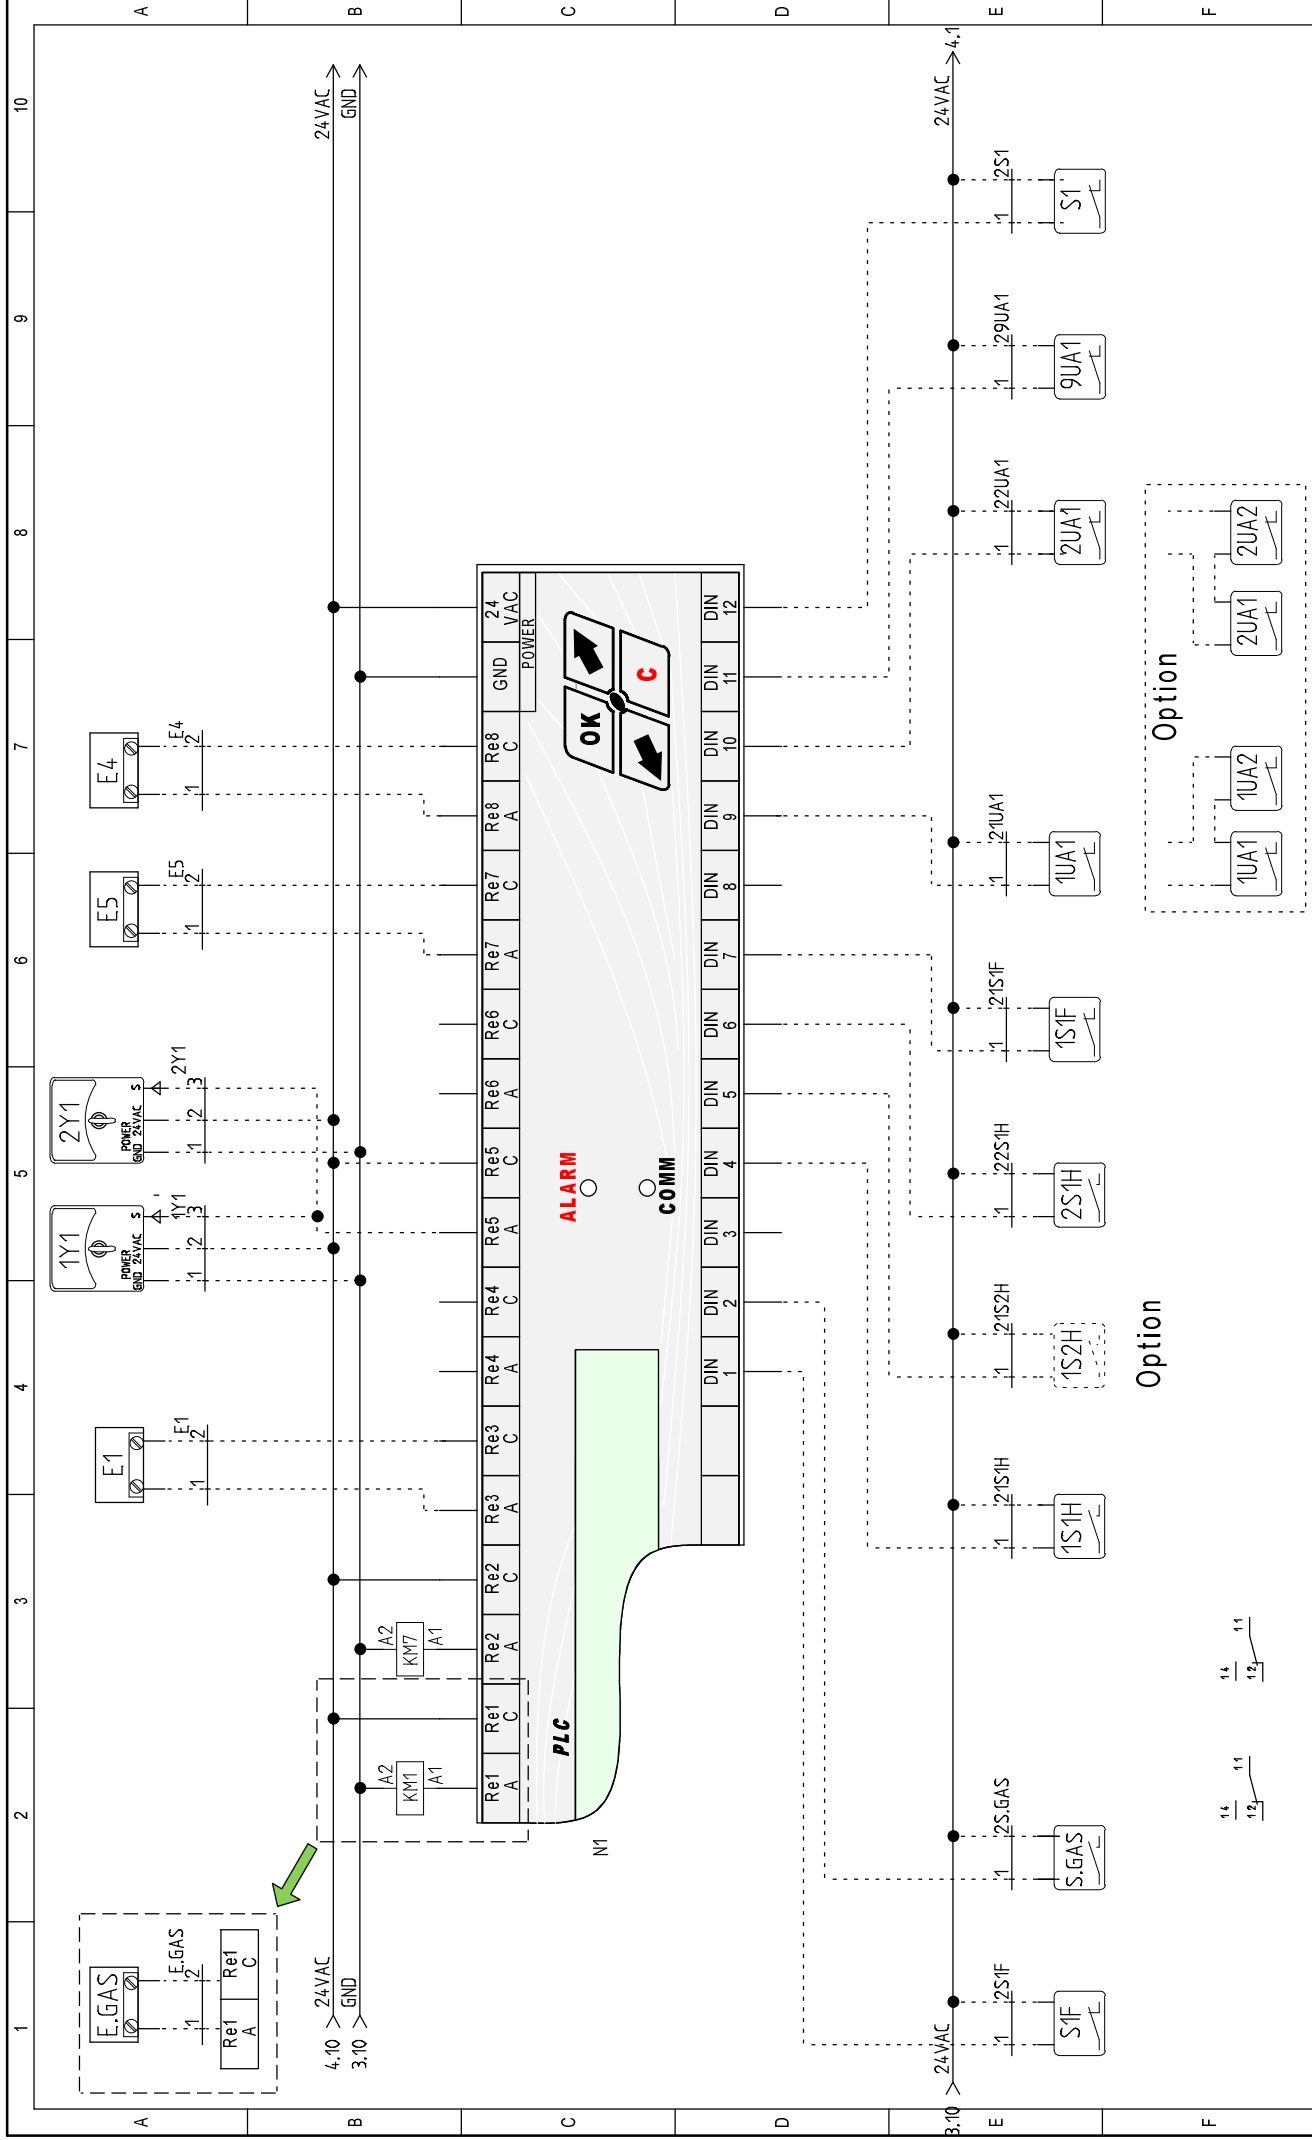 1 2 3 4 5 6 7 8 9 10
A
B
C
D
E
F
E.GAS
1 2 E.GAS
Re1 A
Re1 C
E1
1 2 E1
1Y1
POWER
GND 24VAC S
1 2 3 1Y1
2Y1
POWER
GND 24VAC S
1 2 3 2Y1
E5
1 2 E5
E4
1 2 E4
4.10 24VAC
24VAC
3.10 GND
GND
A2
KM1
A1
A2
KM7
A1
Re1 A
Re1 C
Re2 A
Re2 C
Re3 A
Re3 C
Re4 A
Re4 C
Re5 A
Re5 C
Re6 A
Re6 C
Re7 A
Re7 C
Re8 A
Re8 C
GND
24 VAC
POWER
PLC
ALARM
COMM
OK
C
N1
DIN 1
DIN 2
DIN 3
DIN 4
DIN 5
DIN 6
DIN 7
DIN 8
DIN 9
DIN 10
DIN 11
DIN 12
3.10 24VAC
24VAC 4.1
1 2S1F
S1F
1 2S.GAS
S.GAS
1 21S1H
1S1H
1 21S2H
1S2H
1 22S1H
2S1H
1 21S1F
1S1F
1 21UA1
1UA1
1 22UA1
2UA1
1 29UA1
9UA1
1 2S1
S1
Option
Option
1UA1
1UA2
2UA1
2UA2
14
12
11
14
12
11
A
B
C
D
E
F